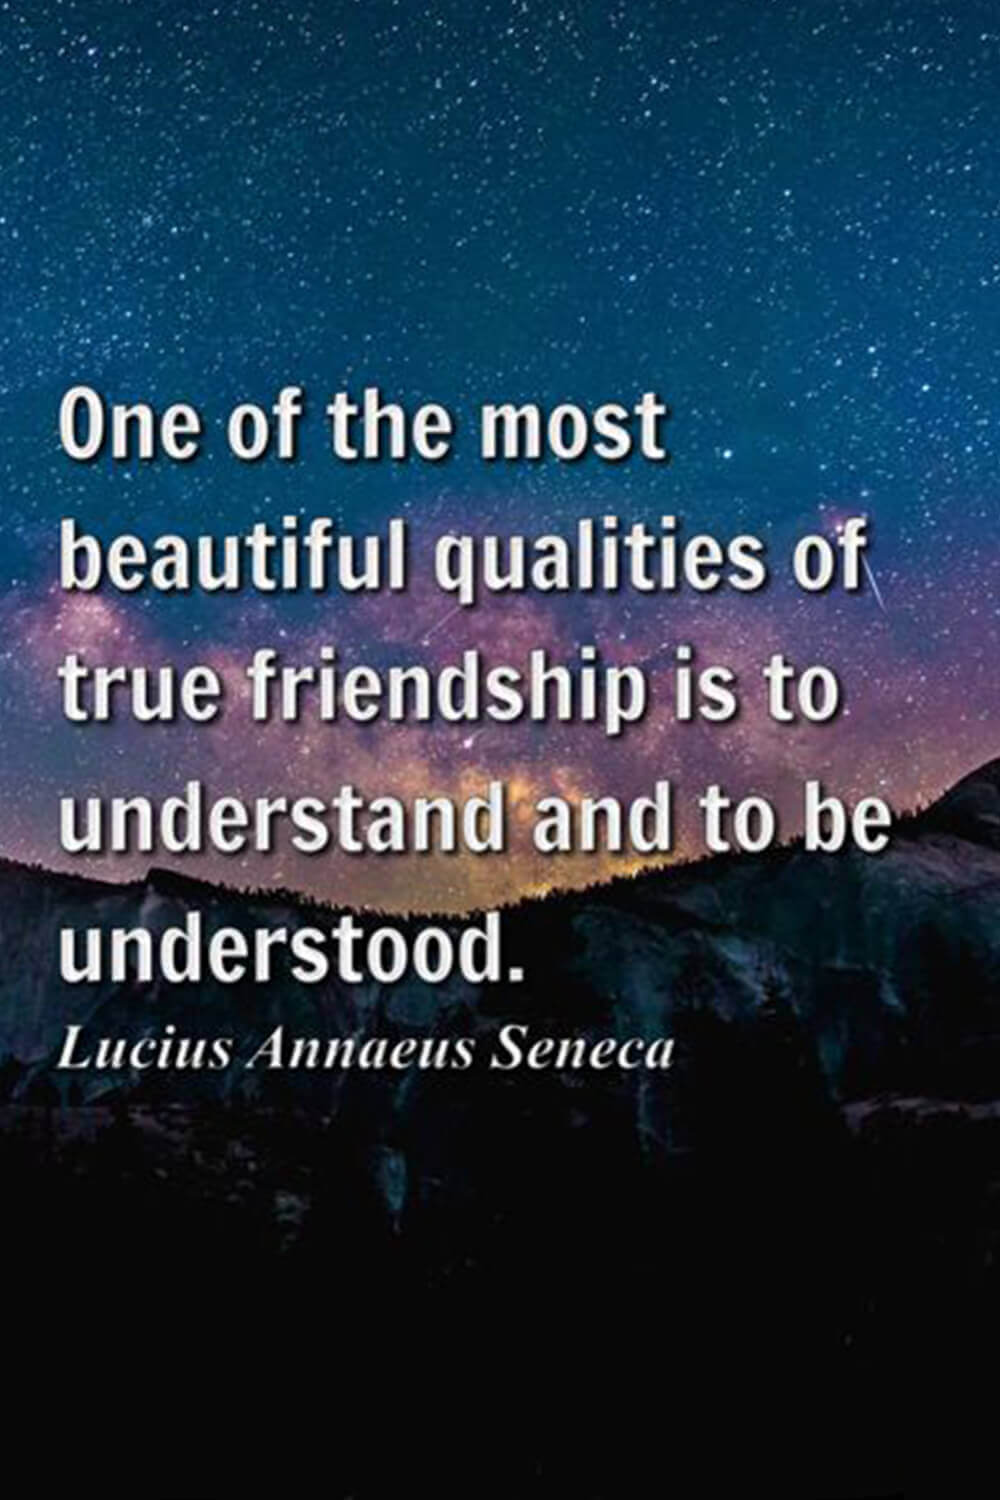 One of the most
beautiful qualities of
true friendship is to
understand and to be
understood.
Lucius Annaeus Seneca